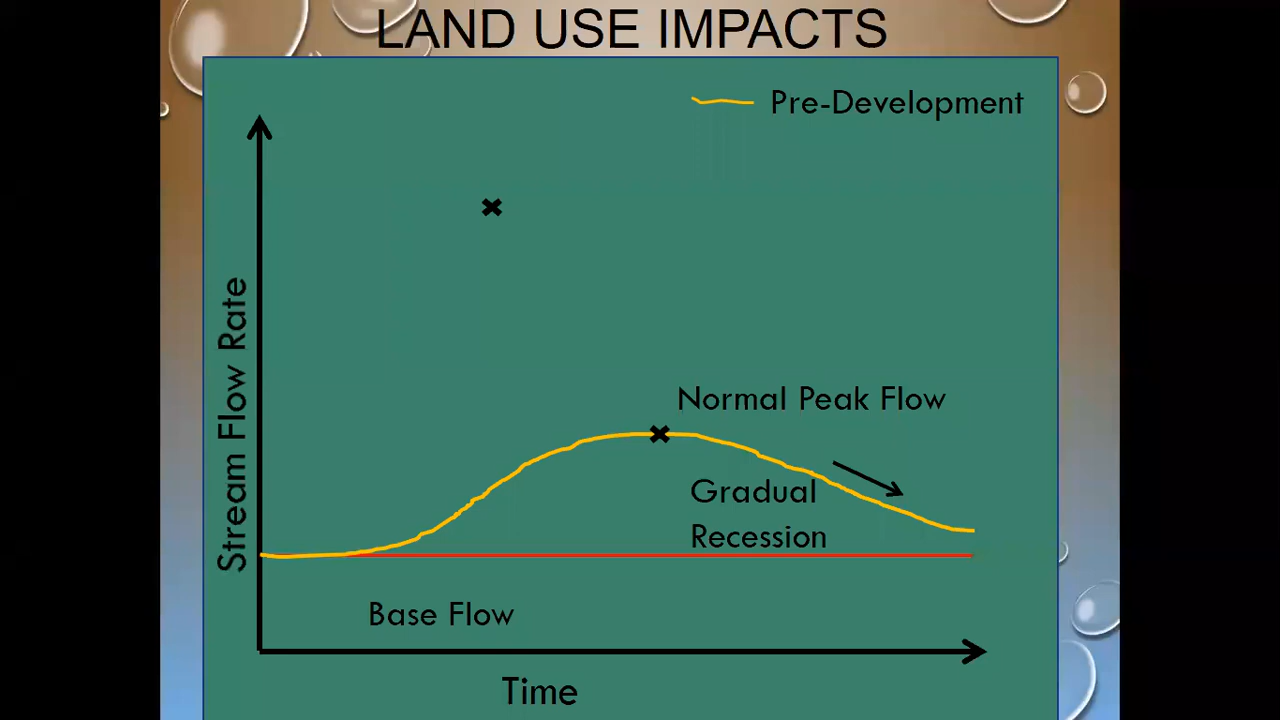 LAND USE IMPACTS
Pre-Development
Stream Flow Rate
Normal Peak Flow
Gradual
Recession
Base Flow
Time